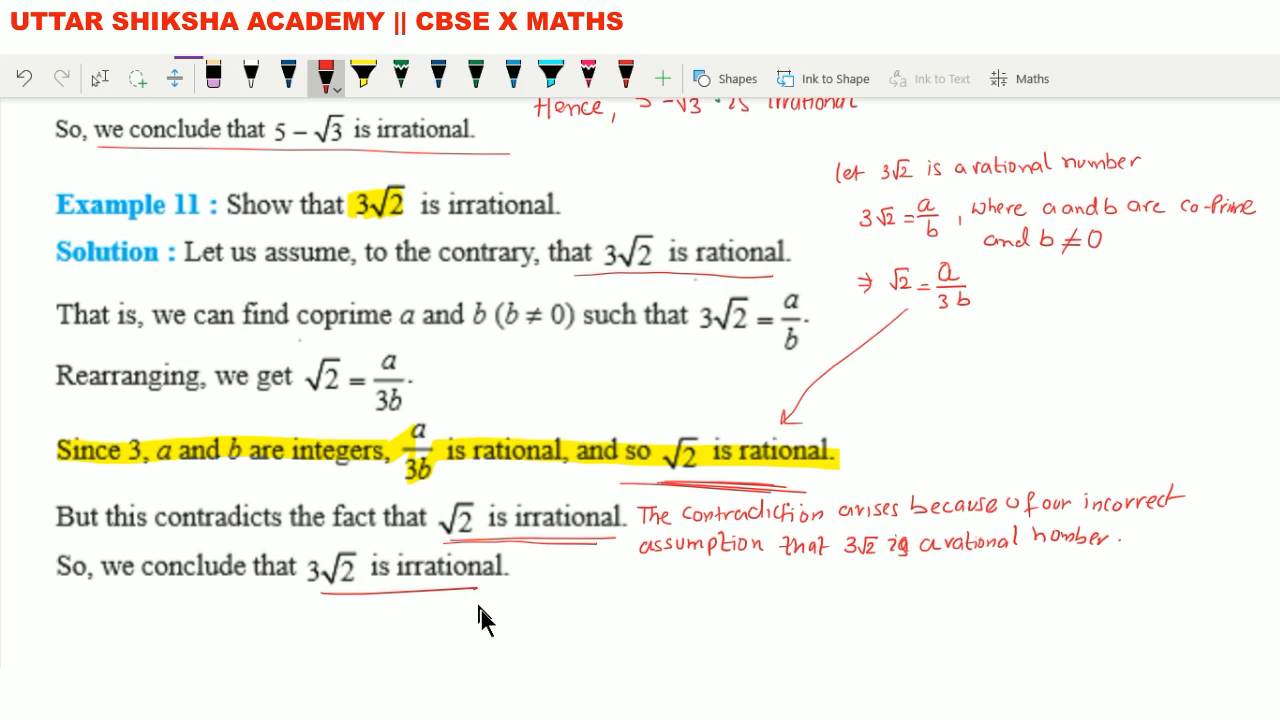 UTTAR SHIKSHA ACADEMY || CBSE X MATHS
Shapes Ink to Shape Ink to Text Maths
Hence, 5 - √3 is irrational
So, we conclude that 5 – √3 is irrational.
let 3√2 is a rational number
Example 11 : Show that 3√2 is irrational.
3√2 = a/b , where a and b are co-prime
and b ≠ 0
Solution : Let us assume, to the contrary, that 3√2 is rational.
⇒ √2 = a/3b
That is, we can find coprime a and b (b ≠ 0) such that 3√2 = a/b.
Rearranging, we get √2 = a/3b.
Since 3, a and b are integers, a/3b is rational, and so √2 is rational.
But this contradicts the fact that √2 is irrational.
The contradiction arises because of our incorrect
assumption that 3√2 is a rational number.
So, we conclude that 3√2 is irrational.